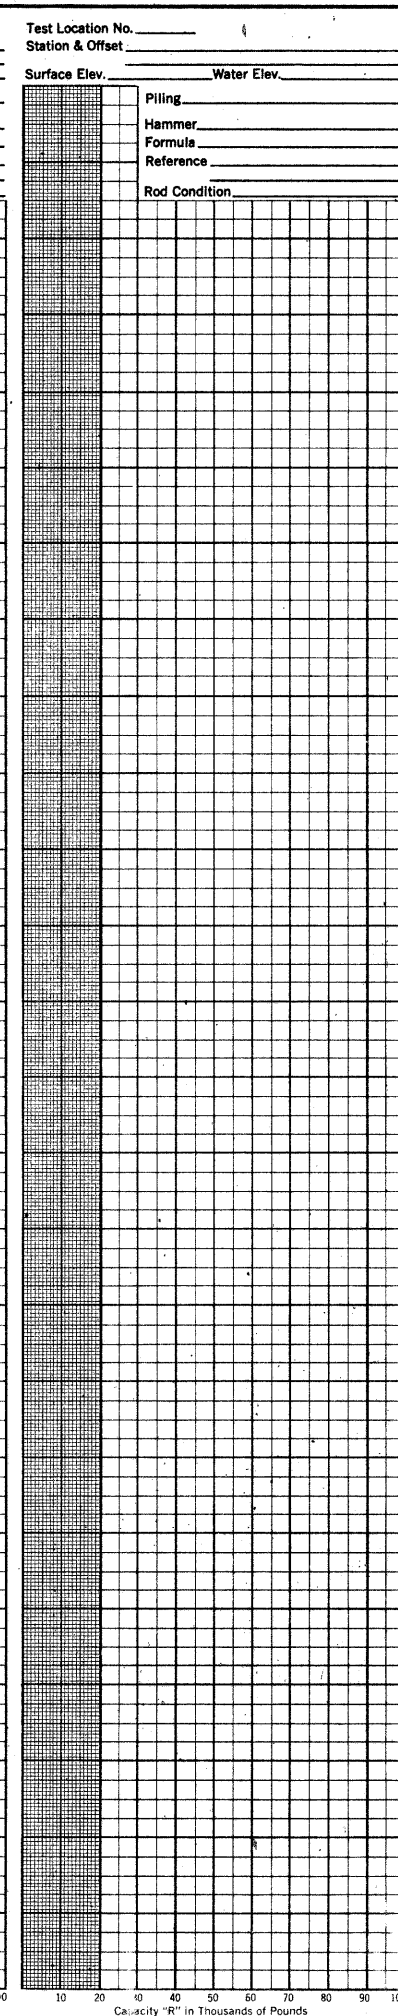 Test Location No.
Station & Offset
Surface Elev. Water Elev.
Piling
Hammer
Formula
Reference
Rod Condition
10 20 30 40 50 60 70 80 90
Capacity "R" in Thousands of Pounds